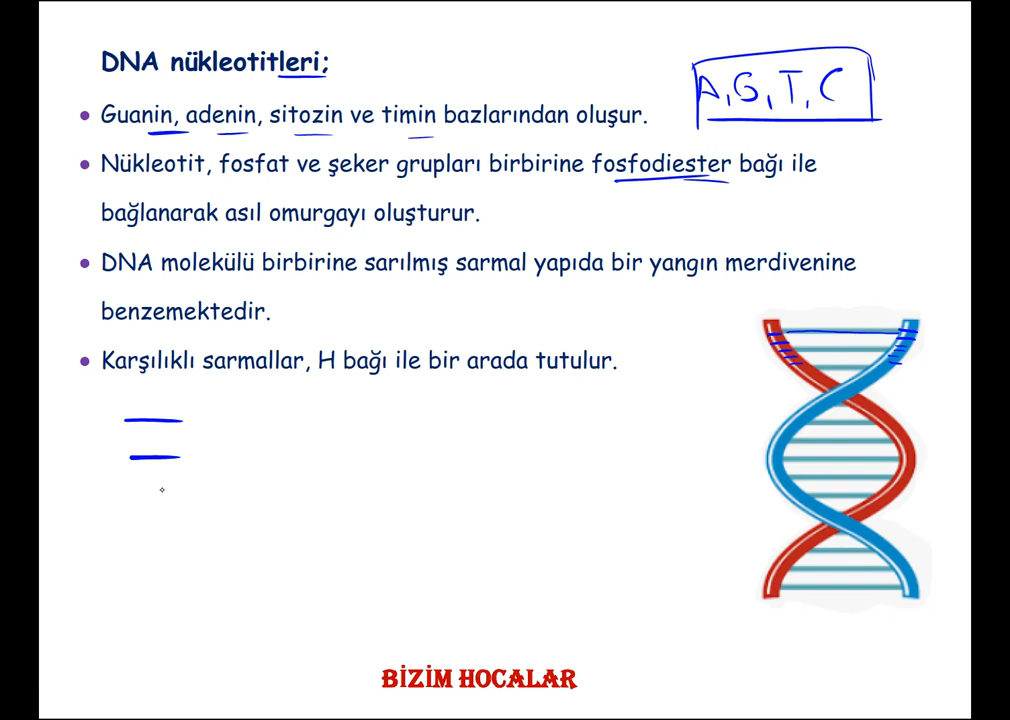 DNA nükleotitleri;
A, G, T, C
• Guanin, adenin, sitozin ve timin bazlarından oluşur.
• Nükleotit, fosfat ve şeker grupları birbirine fosfodiester bağı ile
bağlanarak asıl omurgayı oluşturur.
• DNA molekülü birbirine sarılmış sarmal yapıda bir yangın merdivenine
benzemektedir.
• Karşılıklı sarmallar, H bağı ile bir arada tutulur.
BİZİM HOCALAR